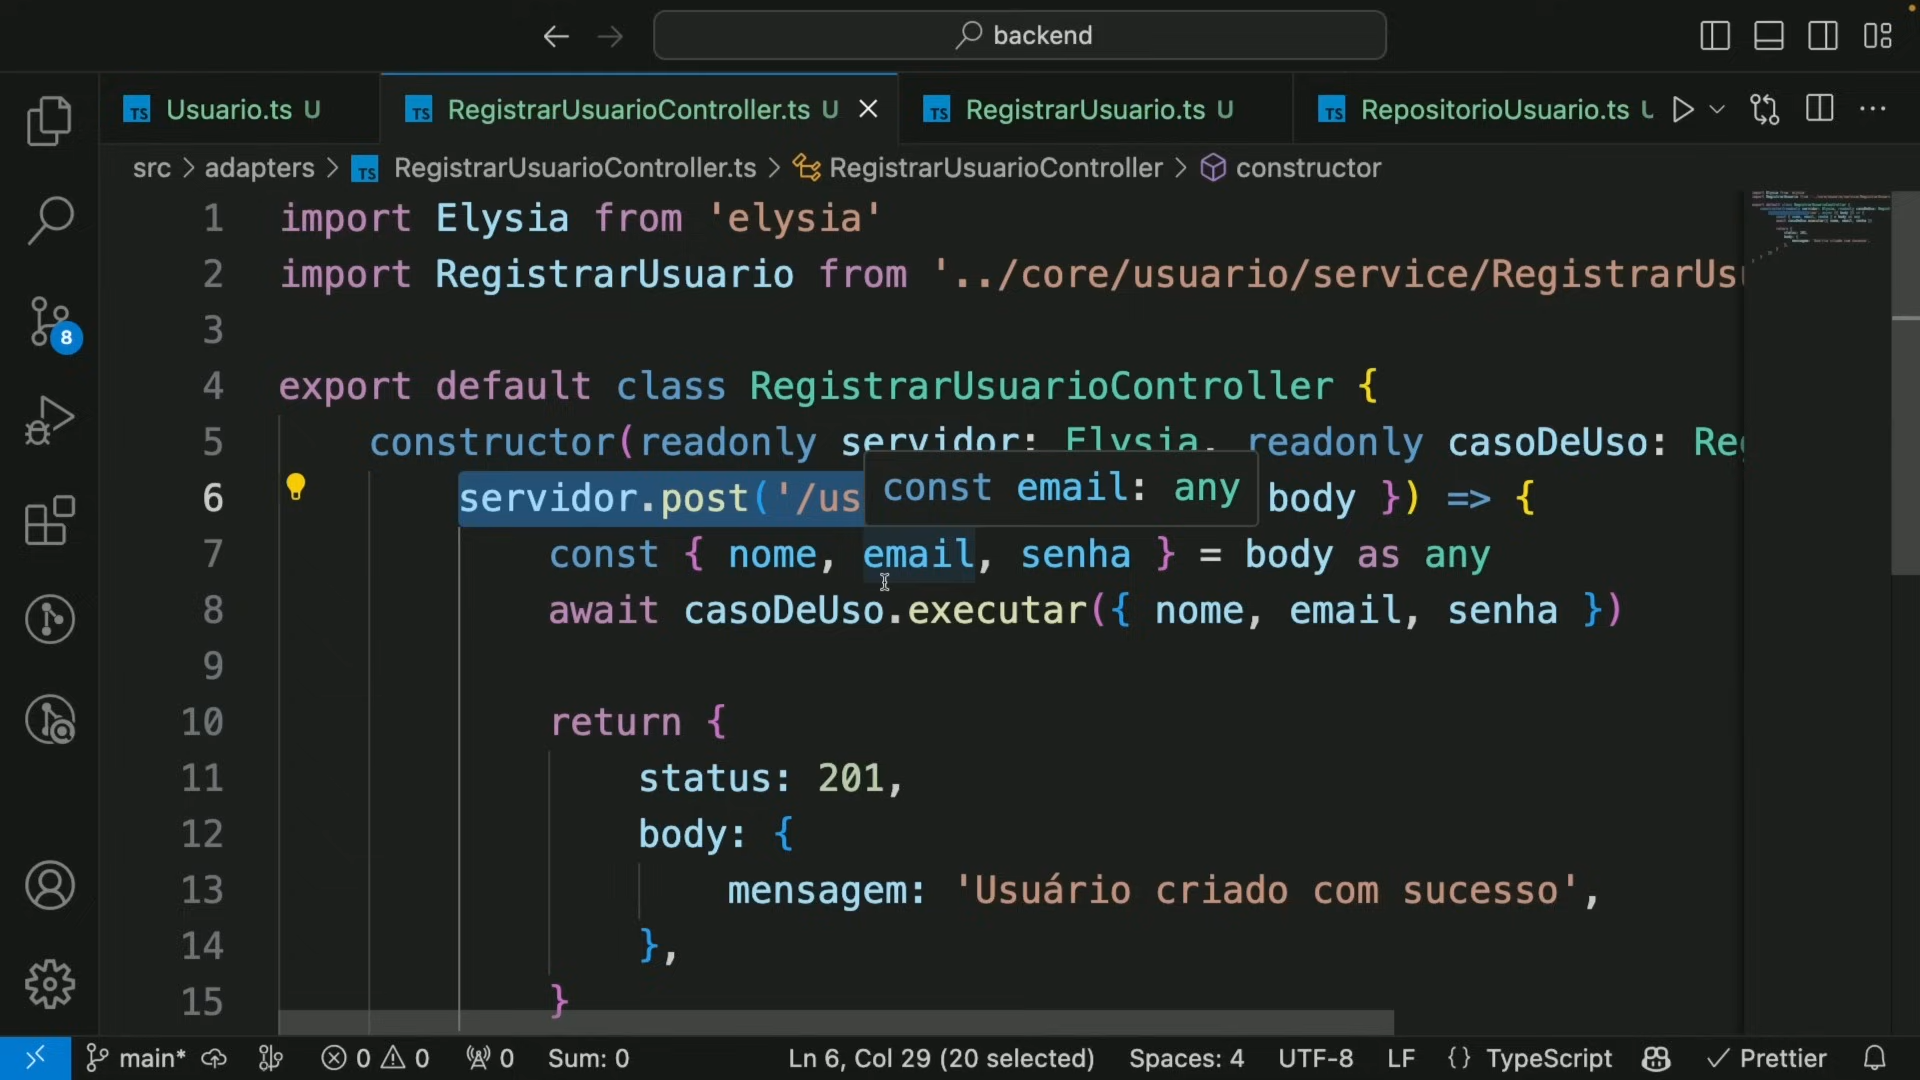 backend
Usuario.ts U
RegistrarUsuarioController.ts U
RegistrarUsuario.ts U
RepositorioUsuario.ts
src > adapters > TS RegistrarUsuarioController.ts > RegistrarUsuarioController > constructor
1 import Elysia from 'elysia'
2 import RegistrarUsuario from '../core/usuario/service/RegistrarUs
3
4 export default class RegistrarUsuarioController {
5 constructor(readonly servidor: Elysia, readonly casoDeUso: Re
6 servidor.post('/us body }) => {
const email: any
7 const { nome, email, senha } = body as any
8 await casoDeUso.executar({ nome, email, senha })
9
10 return {
11 status: 201,
12 body: {
13 mensagem: 'Usuário criado com sucesso',
14 },
15 }
8
main* 0 0 0 Sum: 0 Ln 6, Col 29 (20 selected) Spaces: 4 UTF-8 LF {} TypeScript Prettier